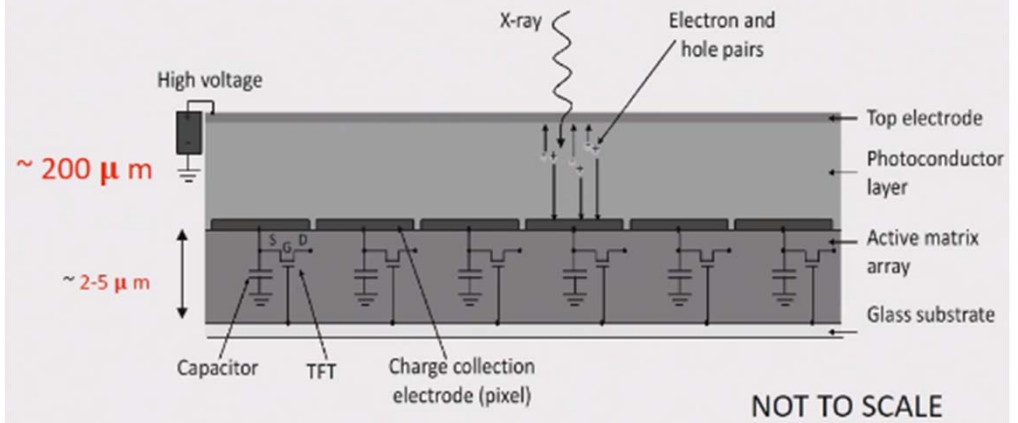 X-ray
Electron and
hole pairs
High voltage
Top electrode
~ 200 μ m
Photoconductor
layer
S G D
Active matrix
array
~ 2-5 μ m
Glass substrate
Capacitor
TFT
Charge collection
electrode (pixel)
NOT TO SCALE